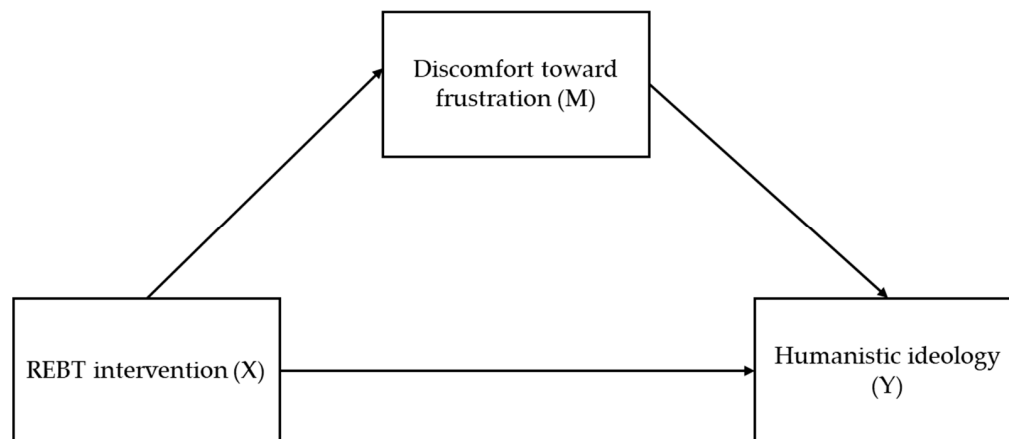 Discomfort toward
frustration (M)
REBT intervention (X)
Humanistic ideology
(Y)